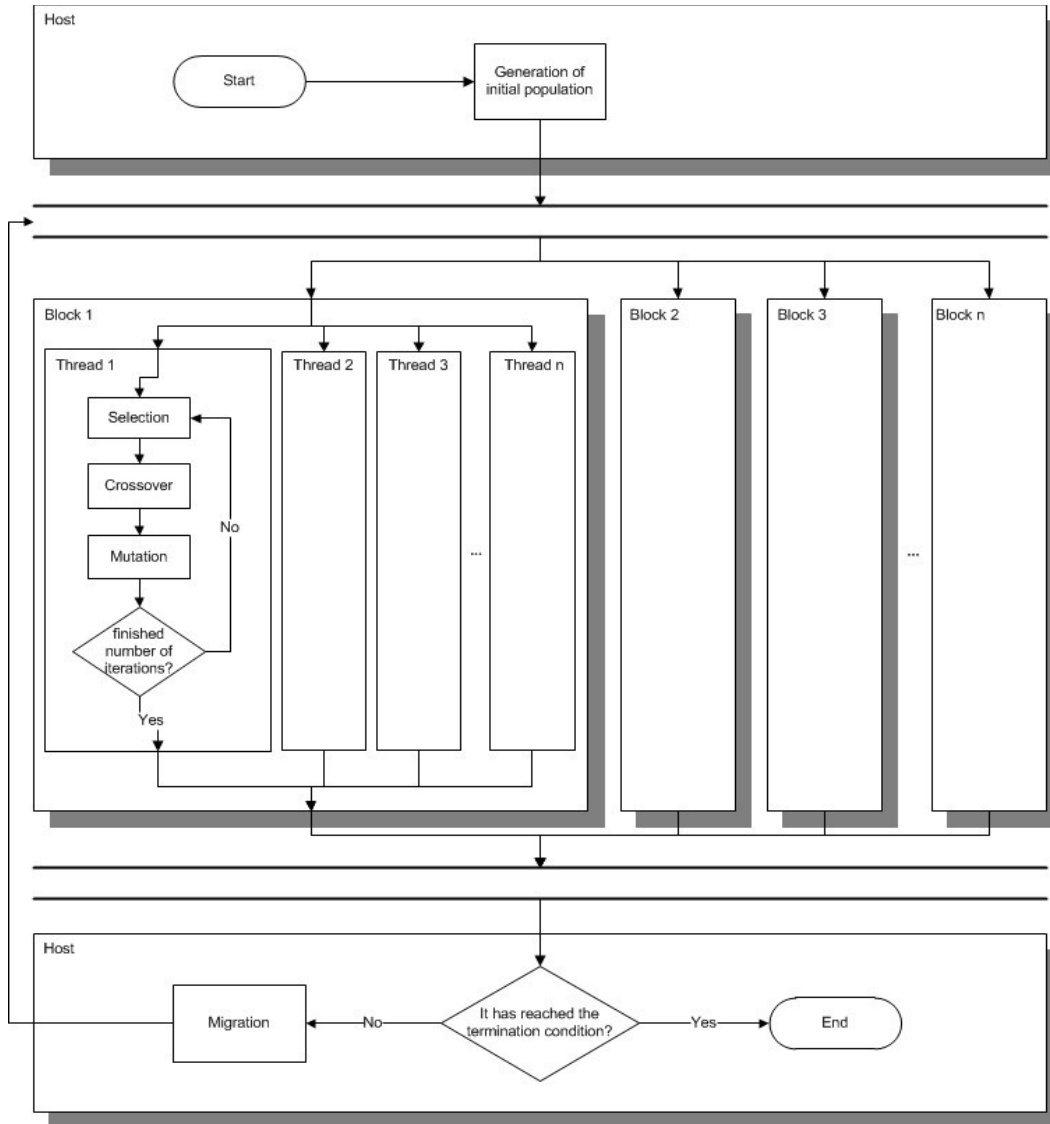 Host
Start
Generation of
initial population
Block 1
Block 2
Block 3
Block n
Thread 1
Thread 2
Thread 3
Thread n
Selection
Crossover
No
Mutation
...
...
finished
number of
iterations?
Yes
Host
Migration
No
It has reached the
termination condition?
Yes
End